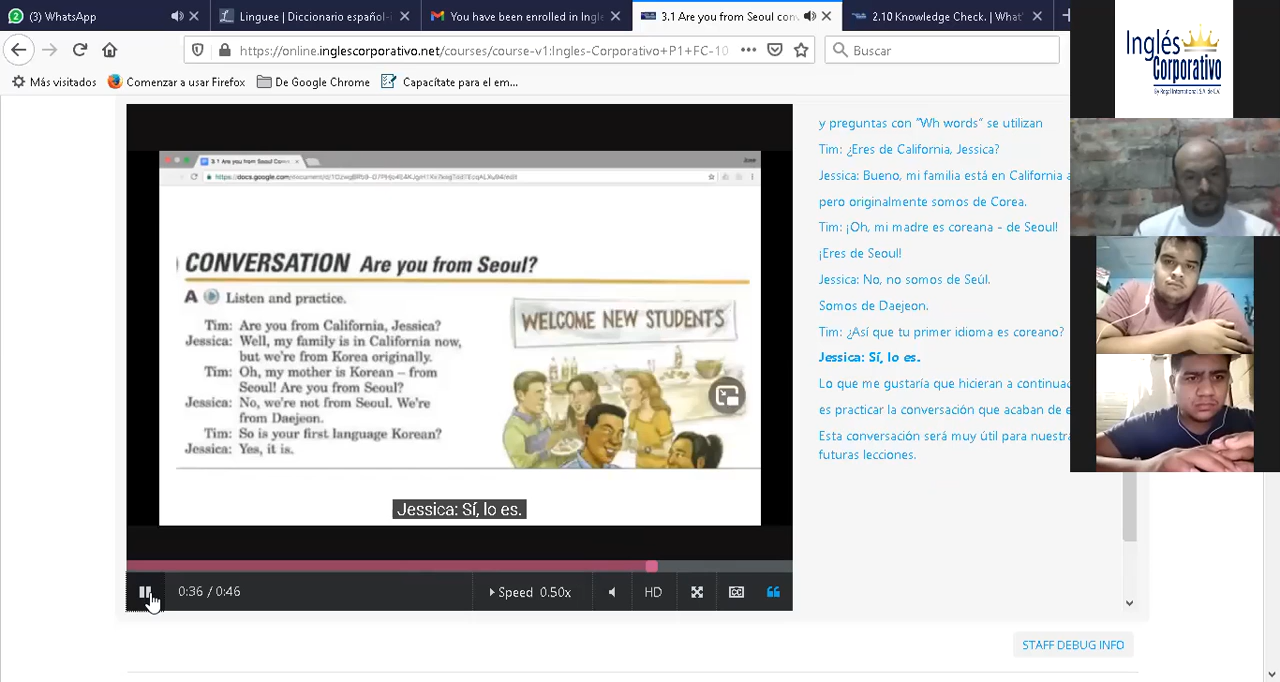 (3) WhatsApp
Linguee | Diccionario español-
You have been enrolled in Ingl
3.1 Are you from Seoul con
2.10 Knowledge Check. | What'
https://online.inglescorporativo.net/courses/course-v1:Ingles-Corporativo+P1+FC-10
Buscar
Más visitados
Comenzar a usar Firefox
De Google Chrome
Capacítate para el em...
Inglés
Corporativo
By Regal International, S.A. de C.V.
CONVERSATION Are you from Seoul?
A Listen and practice.
Tim: Are you from California, Jessica?
Jessica: Well, my family is in California now,
but we're from Korea originally.
Tim: Oh, my mother is Korean – from
Seoul! Are you from Seoul?
Jessica: No, we're not from Seoul. We're
from Daejeon.
Tim: So is your first language Korean?
Jessica: Yes, it is.
WELCOME NEW STUDENTS
Jessica: Sí, lo es.
0:36 / 0:46
Speed 0.50x
HD
y preguntas con "Wh words" se utilizan
Tim: ¿Eres de California, Jessica?
Jessica: Bueno, mi familia está en California a
pero originalmente somos de Corea.
Tim: ¡Oh, mi madre es coreana - de Seoul!
¡Eres de Seoul!
Jessica: No, no somos de Seúl.
Somos de Daejeon.
Tim: ¿Así que tu primer idioma es coreano?
Jessica: Sí, lo es.
Lo que me gustaría que hicieran a continuac
es practicar la conversación que acaban de e
Esta conversación será muy útil para nuestra
futuras lecciones.
STAFF DEBUG INFO